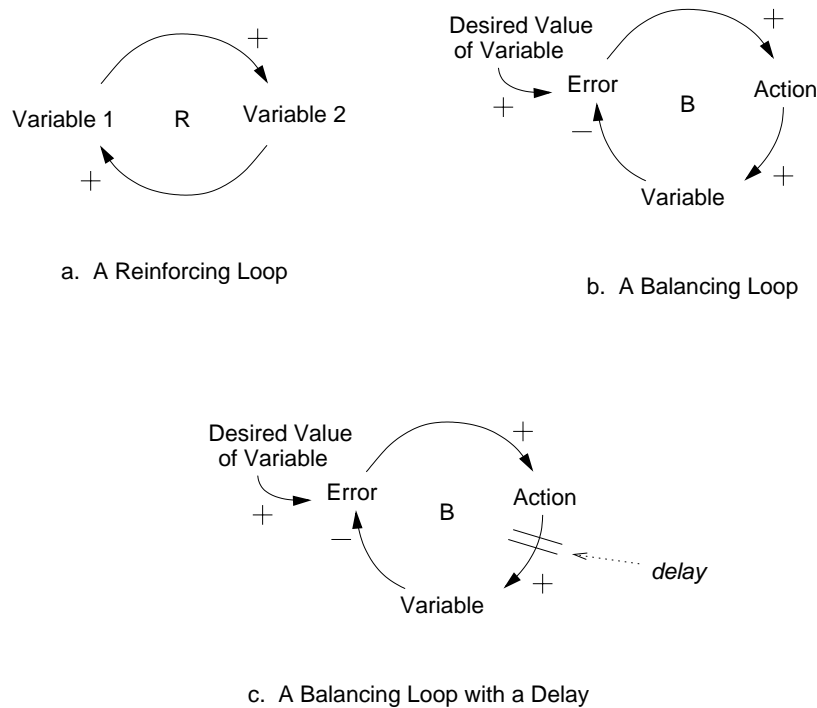 +
Variable 1
R
Variable 2
+
a. A Reinforcing Loop
Desired Value
of Variable
+
Error
+
Action
B
−
+
Variable
b. A Balancing Loop
Desired Value
of Variable
+
Error
+
Action
B
−
+
delay
Variable
c. A Balancing Loop with a Delay